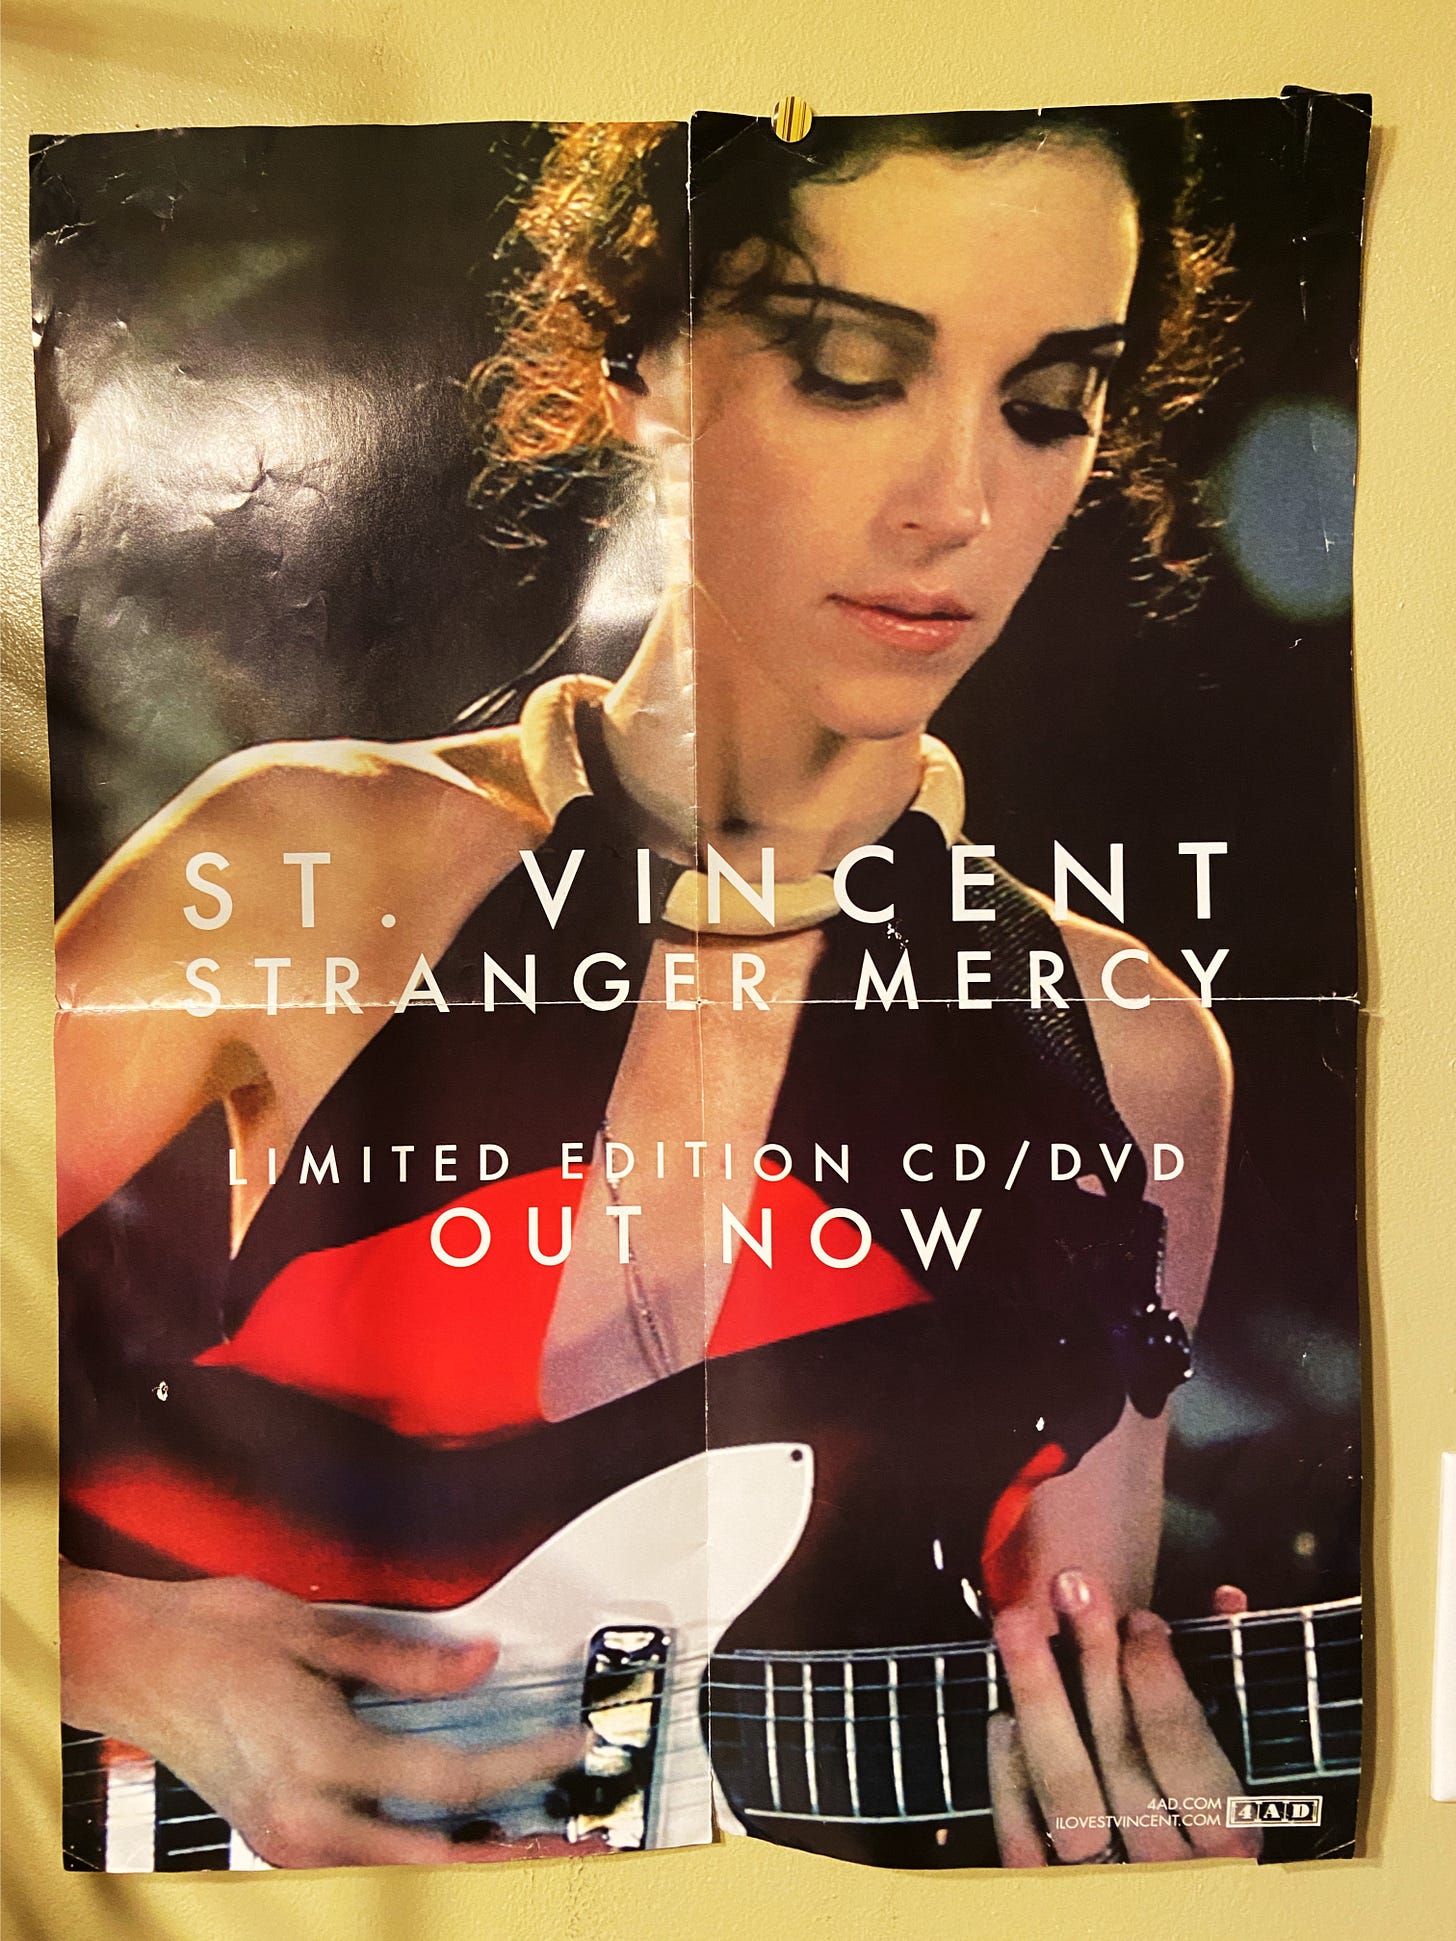 ST. VINCENT
STRANGER MERCY
LIMITED EDITION CD/DVD
OUT NOW
4AD.COM
ILOVESTVINCENT.COM
4AD